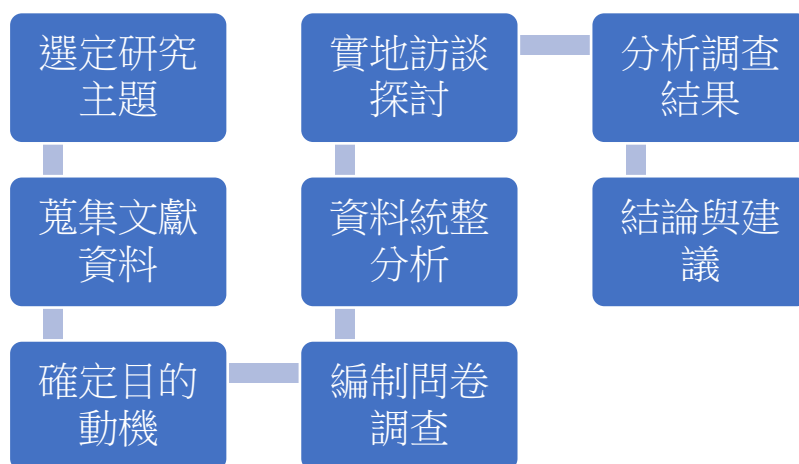 選定研究
主題
蒐集文獻
資料
確定目的
動機
編制問卷
調查
資料統整
分析
實地訪談
探討
分析調查
結果
結論與建
議